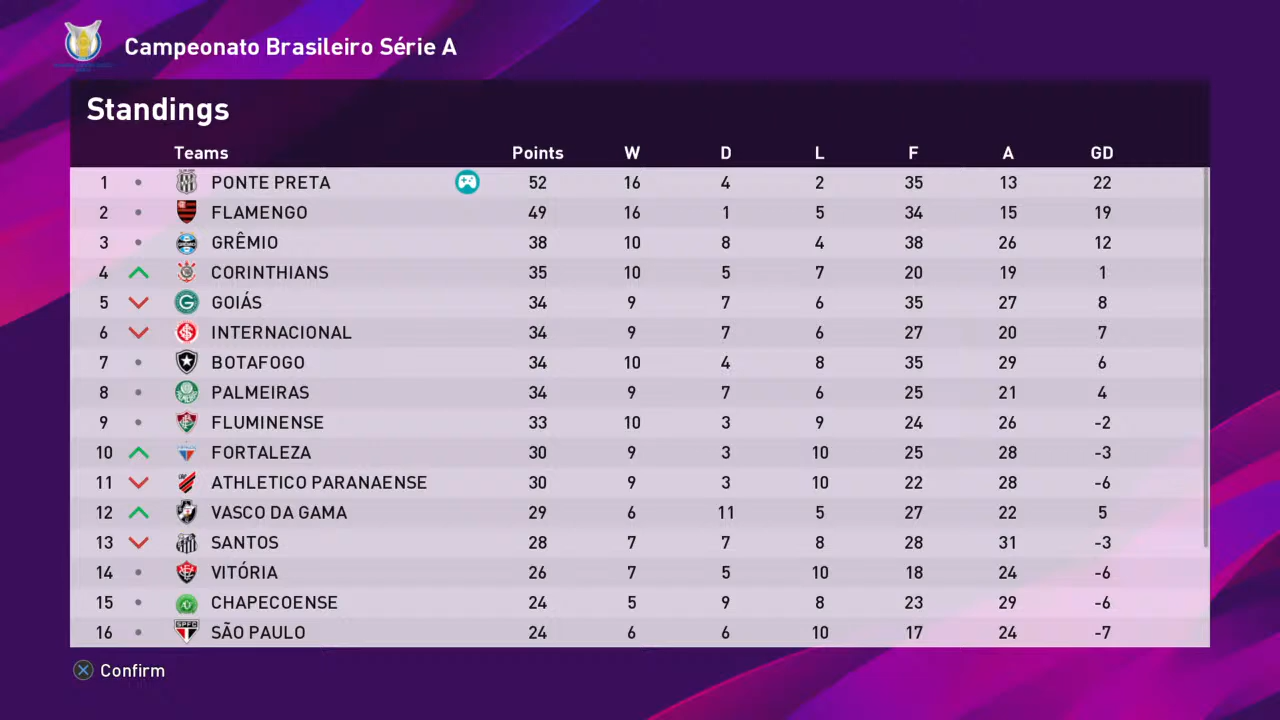 Campeonato Brasileiro Série A
Standings
Teams Points W D L F A GD
1 PONTE PRETA 52 16 4 2 35 13 22
2 FLAMENGO 49 16 1 5 34 15 19
3 GRÊMIO 38 10 8 4 38 26 12
4 CORINTHIANS 35 10 5 7 20 19 1
5 GOIÁS 34 9 7 6 35 27 8
6 INTERNACIONAL 34 9 7 6 27 20 7
7 BOTAFOGO 34 10 4 8 35 29 6
8 PALMEIRAS 34 9 7 6 25 21 4
9 FLUMINENSE 33 10 3 9 24 26 -2
10 FORTALEZA 30 9 3 10 25 28 -3
11 ATHLETICO PARANAENSE 30 9 3 10 22 28 -6
12 VASCO DA GAMA 29 6 11 5 27 22 5
13 SANTOS 28 7 7 8 28 31 -3
14 VITÓRIA 26 7 5 10 18 24 -6
15 CHAPECOENSE 24 5 9 8 23 29 -6
16 SÃO PAULO 24 6 6 10 17 24 -7
Confirm